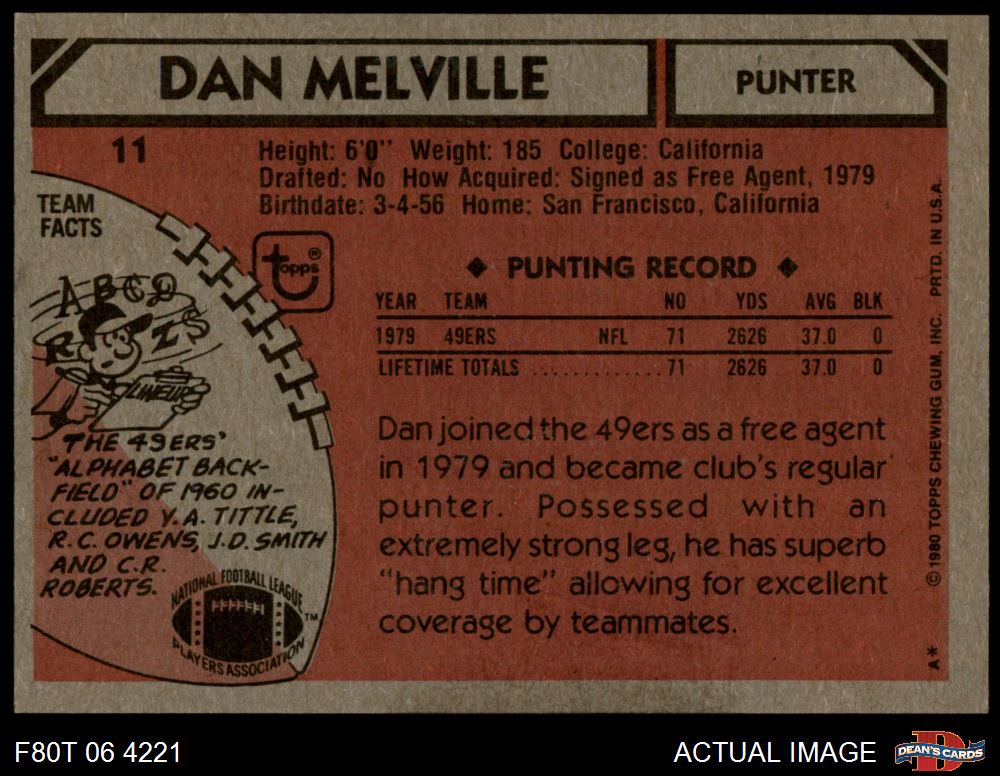 DAN MELVILLE
PUNTER
11
Height: 6'0" Weight: 185 College: California
Drafted: No How Acquired: Signed as Free Agent, 1979
Birthdate: 3-4-56 Home: San Francisco, California
TEAM
FACTS
topps®
ABCD
R
ZS
LINEUP
THE 49ERS'
"ALPHABET BACK-
FIELD" OF 1960 IN-
CLUDED Y.A. TITTLE,
R.C. OWENS, J.D. SMITH
AND C.R.
ROBERTS.
NATIONAL FOOTBALL LEAGUE
PLAYERS ASSOCIATION
TM
◆ PUNTING RECORD ◆
YEAR TEAM NO YDS AVG BLK
1979 49ERS NFL 71 2626 37.0 0
LIFETIME TOTALS .............71 2626 37.0 0
Dan joined the 49ers as a free agent
in 1979 and became club's regular
punter. Possessed with an
extremely strong leg, he has superb
"hang time" allowing for excellent
coverage by teammates.
© 1980 TOPPS CHEWING GUM, INC. PRTD. IN U.S.A.
A*
F80T 06 4221
ACTUAL IMAGE
DEAN'S CARDS